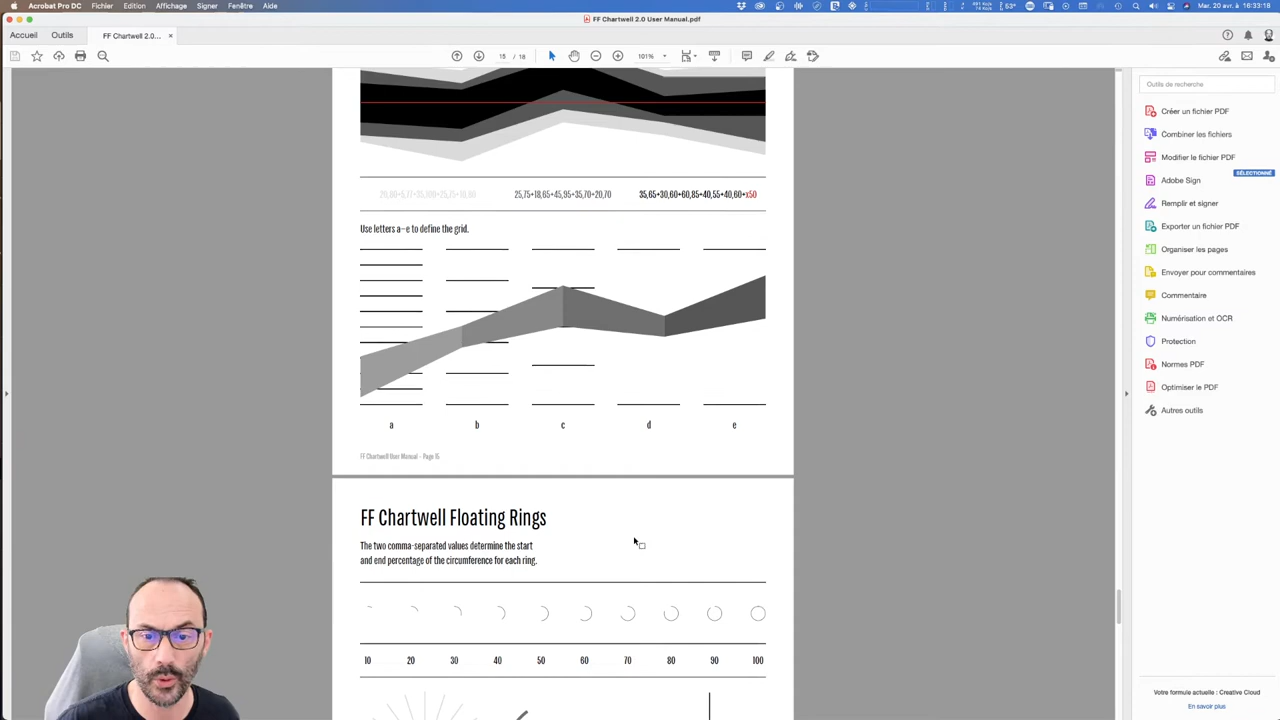 Acrobat Pro DC Fichier Edition Affichage Signer Fenêtre Aide
53°
Mar. 20 avr. à 16:33:18
FF Chartwell 2.0 User Manual.pdf
Accueil Outils FF Chartwell 2.0... ×
15 / 18
101%
Outils de recherche
Créer un fichier PDF
Combiner les fichiers
Modifier le fichier PDF
SÉLECTIONNÉ
Adobe Sign
Remplir et signer
Exporter un fichier PDF
Organiser les pages
Envoyer pour commentaires
Commentaire
Numérisation et OCR
Protection
Normes PDF
Optimiser le PDF
Autres outils
Votre formule actuelle : Creative Cloud
En savoir plus
25,75+18,65+45,95+35,70+20,70 35,65+30,60+60,85+40,55+40,60+x50
Use letters a–e to define the grid.
a b c d e
FF Chartwell User Manual – Page 15
FF Chartwell Floating Rings
The two comma-separated values determine the start
and end percentage of the circumference for each ring.
10 20 30 40 50 60 70 80 90 100